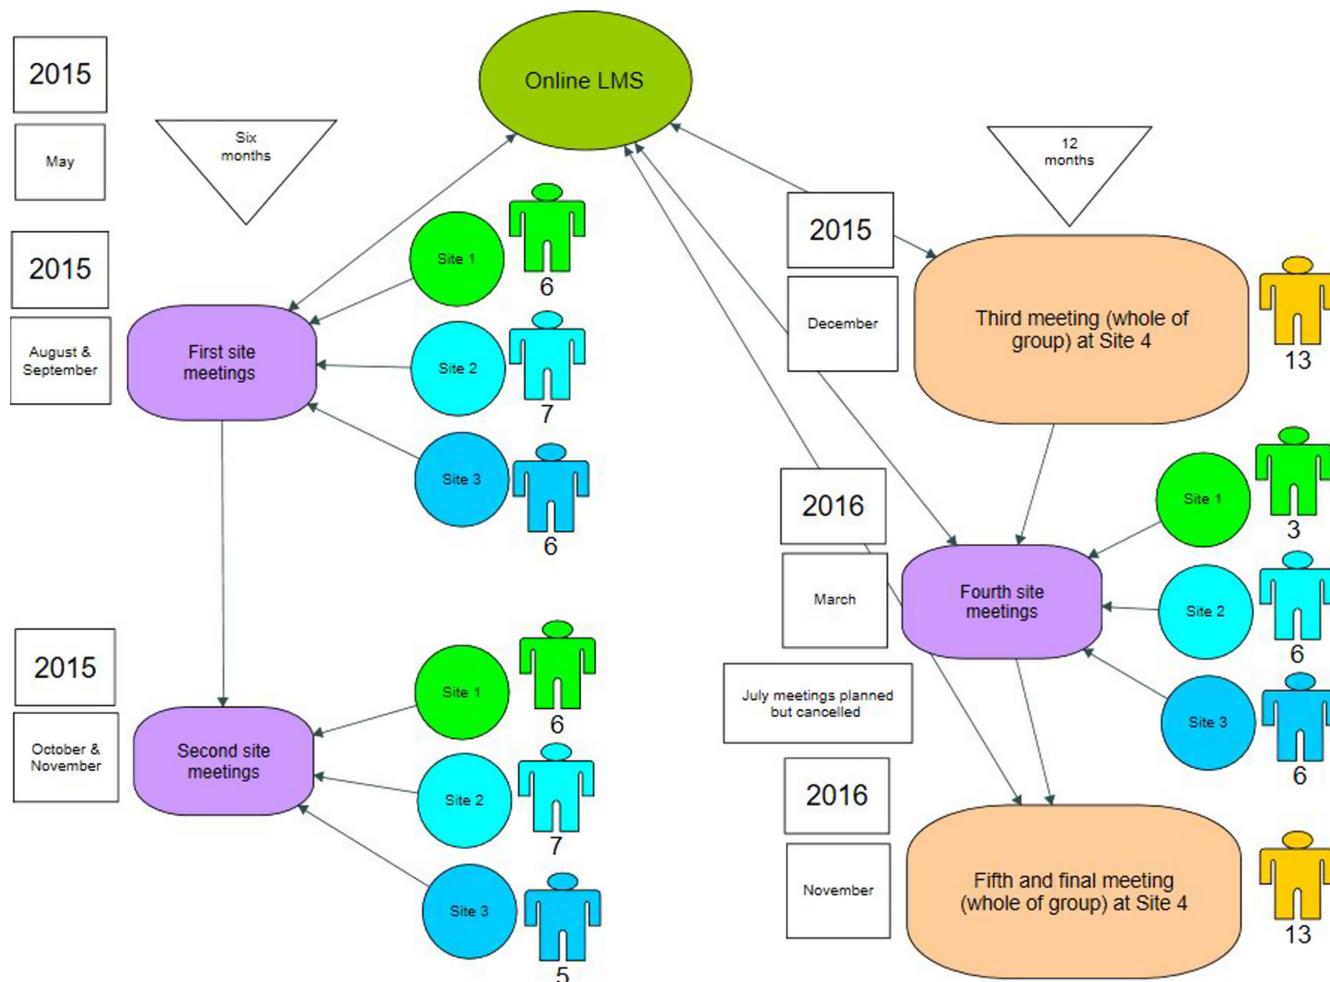 Online LMS
2015
May
Six
months
2015
August &
September
First site
meetings
Site 1
6
Site 2
7
Site 3
6
2015
October &
November
Second site
meetings
Site 1
6
Site 2
7
Site 3
5
12
months
2015
December
Third meeting (whole of
group) at Site 4
13
2016
March
Fourth site
meetings
Site 1
3
Site 2
6
Site 3
6
July meetings planned
but cancelled
2016
November
Fifth and final meeting
(whole of group) at Site 4
13